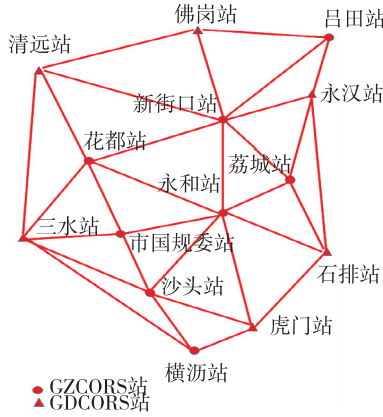 佛岗站
吕田站
清远站
永汉站
新街口站
花都站
荔城站
永和站
三水站
市国规委站
石排站
沙头站
虎门站
横沥站
GZCORS站
GDCORS站